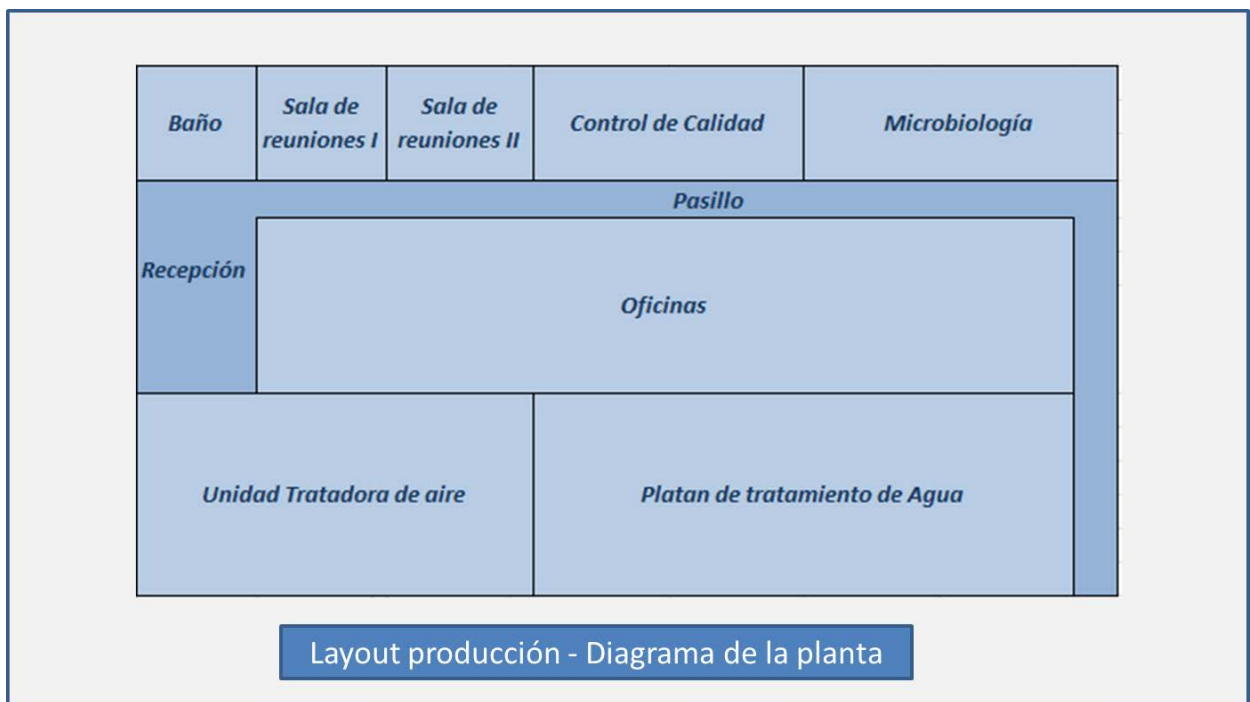 Baño
Sala de
reuniones I
Sala de
reuniones II
Control de Calidad
Microbiología
Pasillo
Recepción
Oficinas
Unidad Tratadora de aire
Platan de tratamiento de Agua
Layout producción - Diagrama de la planta